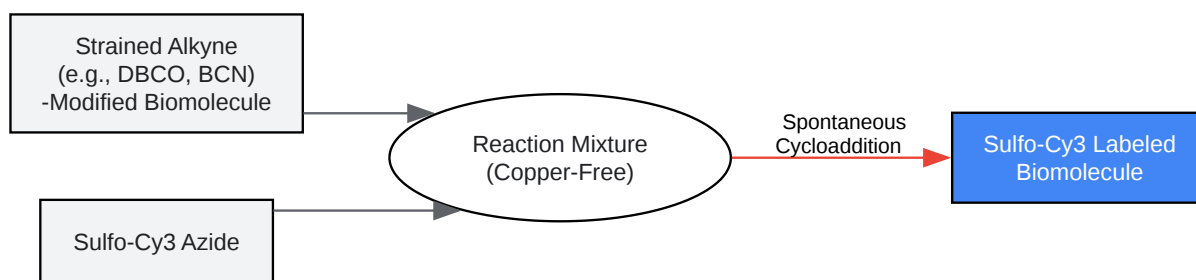 Strained Alkyne
(e.g., DBCO, BCN)
-Modified Biomolecule
Sulfo-Cy3 Azide
Reaction Mixture
(Copper-Free)
Spontaneous
Cycloaddition
Sulfo-Cy3 Labeled
Biomolecule